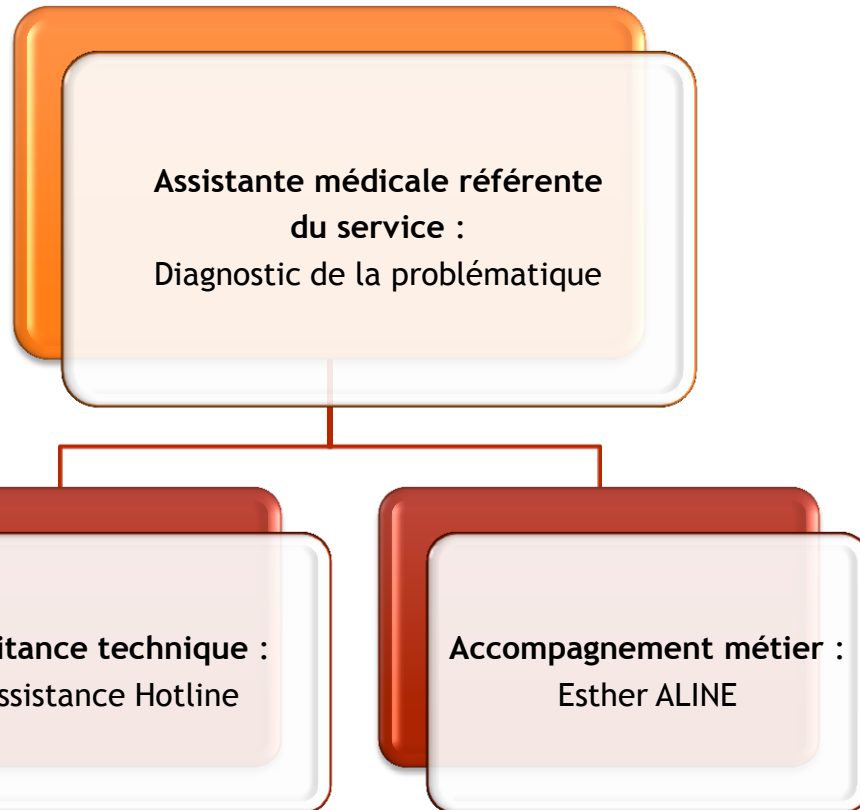 Assistante médicale référente
du service :
Diagnostic de la problématique
itance technique :
ssistance Hotline
Accompagnement métier :
Esther ALINE